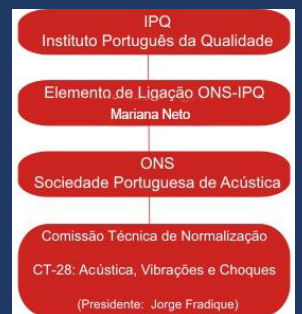 IPQ
Instituto Português da Qualidade
Elemento de Ligação ONS-IPQ
Mariana Neto
ONS
Sociedade Portuguesa de Acústica
Comissão Técnica de Normalização
CT-28: Acústica, Vibrações e Choques
(Presidente: Jorge Fradique)